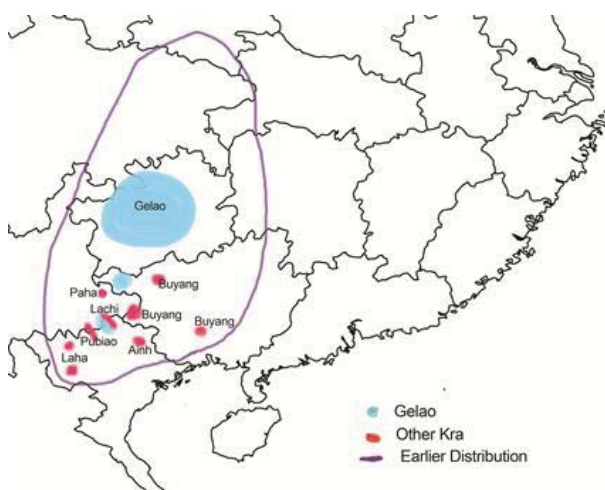 Gelao
Buyang
Paha
Lachi
Buyang
Buyang
Pubiao
Ainh
Laha
Gelao
Other Kra
Earlier Distribution